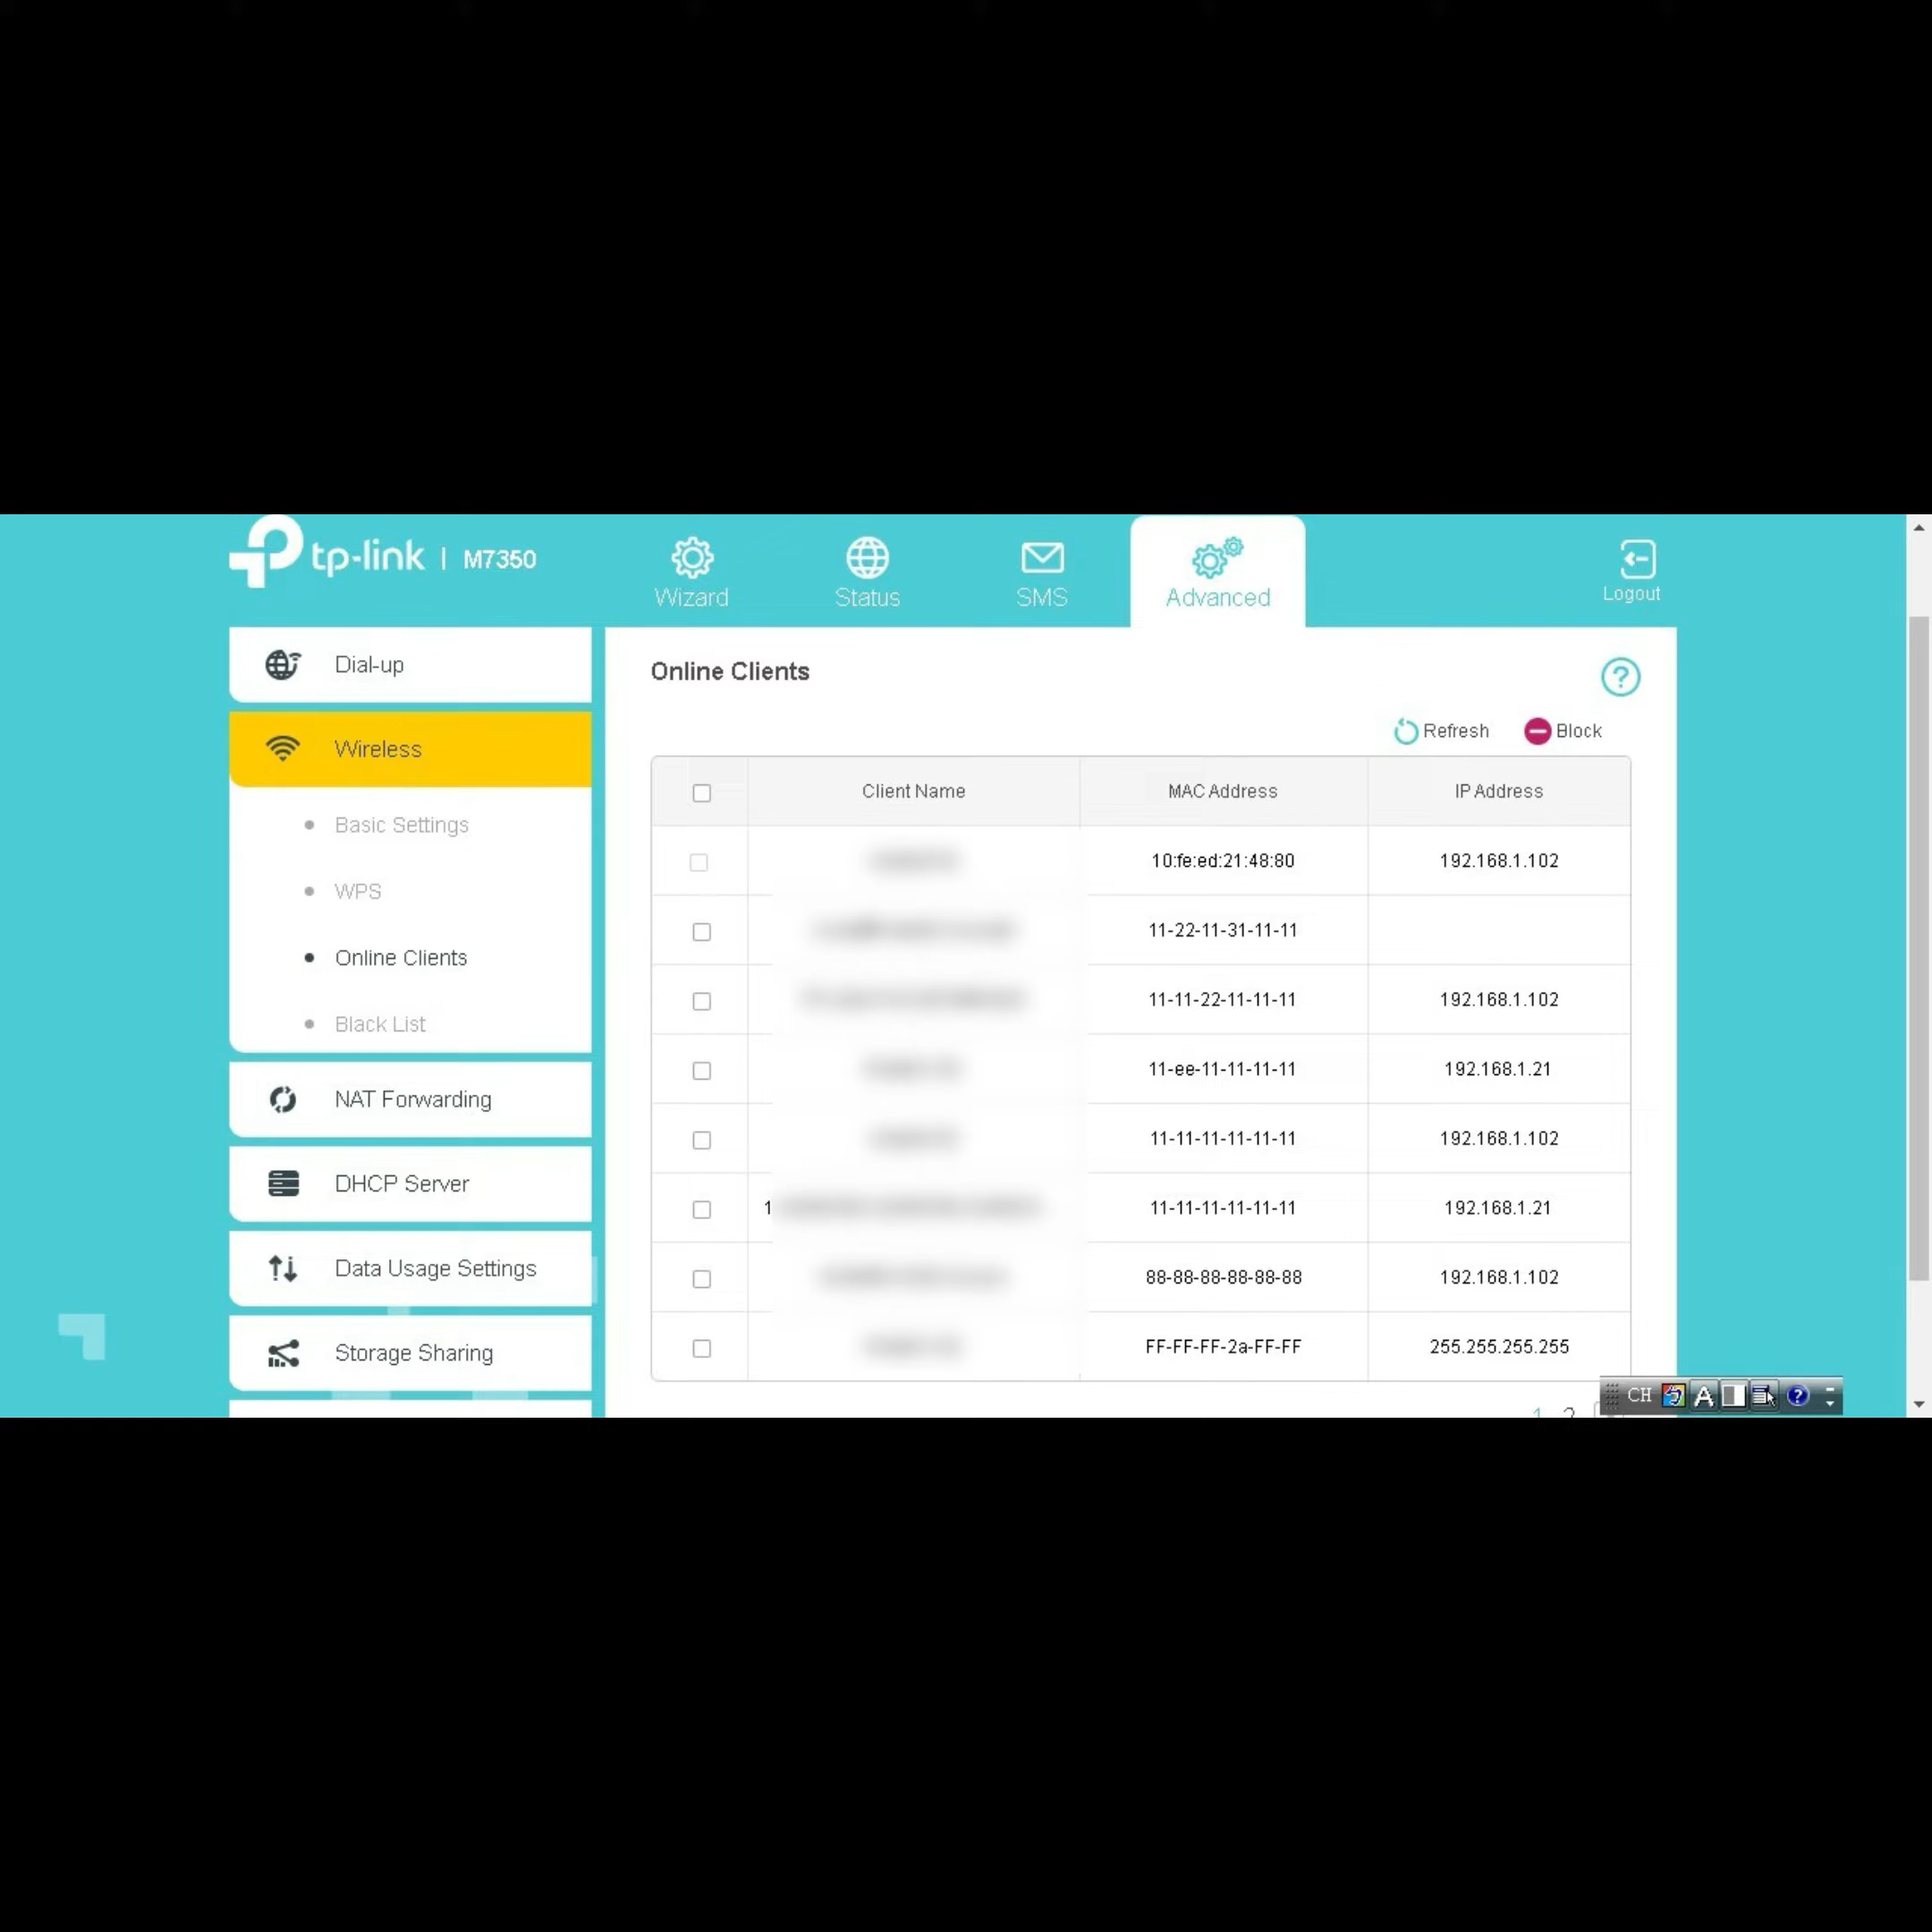 tp-link | M7350
Wizard
Status
SMS
Advanced
Logout
Dial-up
Wireless
Basic Settings
WPS
Online Clients
Black List
NAT Forwarding
DHCP Server
Data Usage Settings
Storage Sharing
Online Clients
?
Refresh Block
Client Name MAC Address IP Address
10:fe:ed:21:48:80 192.168.1.102
11-22-11-31-11-11
11-11-22-11-11-11 192.168.1.102
11-ee-11-11-11-11 192.168.1.21
11-11-11-11-11-11 192.168.1.102
1 11-11-11-11-11-11 192.168.1.21
88-88-88-88-88-88 192.168.1.102
FF-FF-FF-2a-FF-FF 255.255.255.255
1 2
CH A ?